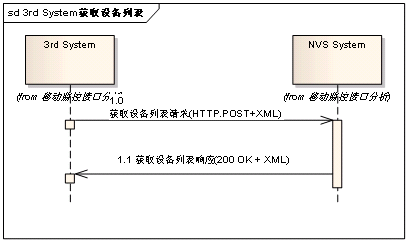 sd 3rd System获取设备列表
3rd System
NVS System
(from 移动监控接口分析)
(from 移动监控接口分析)
1.0
获取设备列表请求(HTTP.POST+XML)
1.1 获取设备列表响应(200 OK + XML)